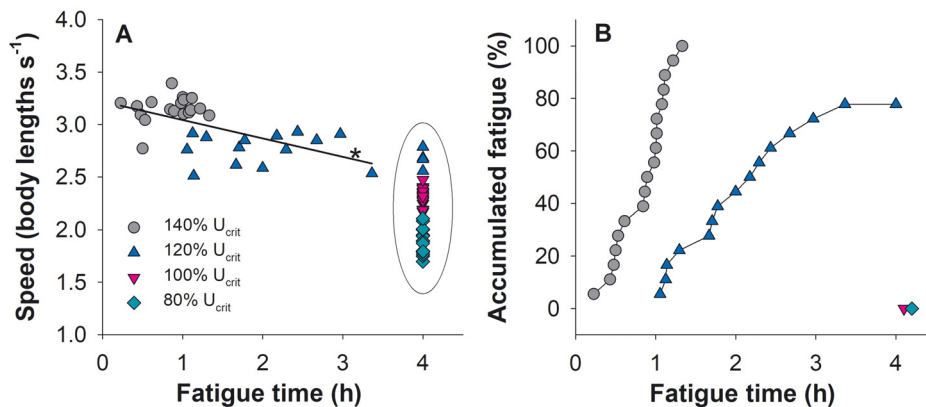 A
Speed (body lengths s⁻¹)
4.0
3.5
3.0
2.5
2.0
1.5
1.0
*
140% Ucrit
120% Ucrit
100% Ucrit
80% Ucrit
0 1 2 3 4
Fatigue time (h)
B
Accumulated fatigue (%)
100
80
60
40
20
0
0 1 2 3 4
Fatigue time (h)